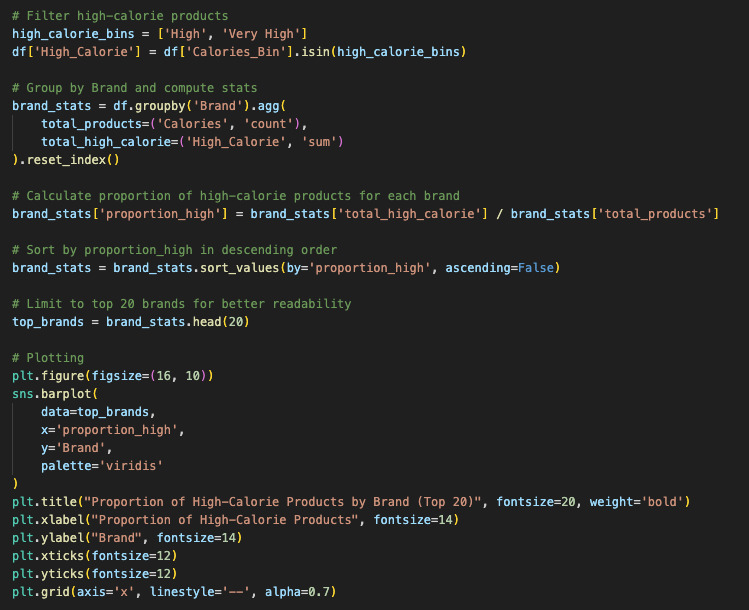 # Filter high-calorie products
high_calorie_bins = ['High', 'Very High']
df['High_Calorie'] = df['Calories_Bin'].isin(high_calorie_bins)

# Group by Brand and compute stats
brand_stats = df.groupby('Brand').agg(
    total_products=('Calories', 'count'),
    total_high_calorie=('High_Calorie', 'sum')
).reset_index()

# Calculate proportion of high-calorie products for each brand
brand_stats['proportion_high'] = brand_stats['total_high_calorie'] / brand_stats['total_products']

# Sort by proportion_high in descending order
brand_stats = brand_stats.sort_values(by='proportion_high', ascending=False)

# Limit to top 20 brands for better readability
top_brands = brand_stats.head(20)

# Plotting
plt.figure(figsize=(16, 10))
sns.barplot(
    data=top_brands,
    x='proportion_high',
    y='Brand',
    palette='viridis'
)
plt.title("Proportion of High-Calorie Products by Brand (Top 20)", fontsize=20, weight='bold')
plt.xlabel("Proportion of High-Calorie Products", fontsize=14)
plt.ylabel("Brand", fontsize=14)
plt.xticks(fontsize=12)
plt.yticks(fontsize=12)
plt.grid(axis='x', linestyle='--', alpha=0.7)